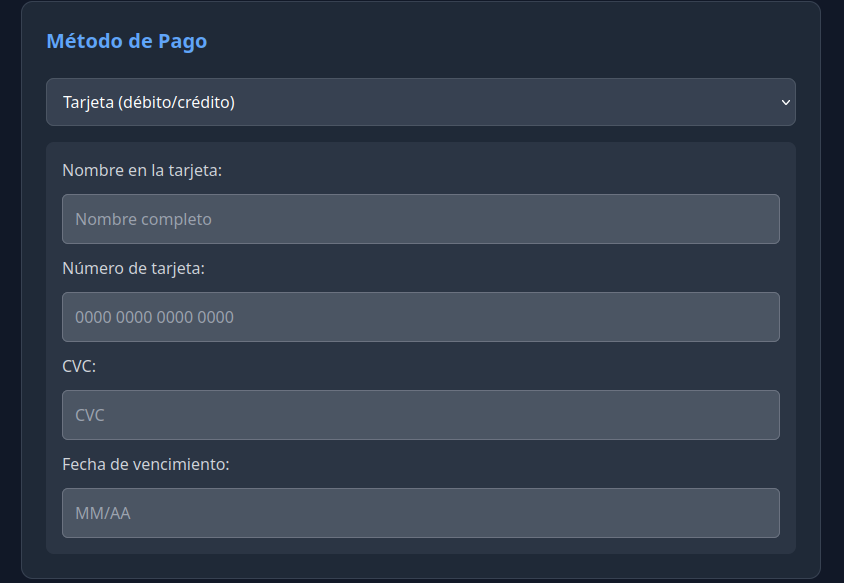 Método de Pago
Tarjeta (débito/crédito)
Nombre en la tarjeta:
Nombre completo
Número de tarjeta:
0000 0000 0000 0000
CVC:
CVC
Fecha de vencimiento:
MM/AA